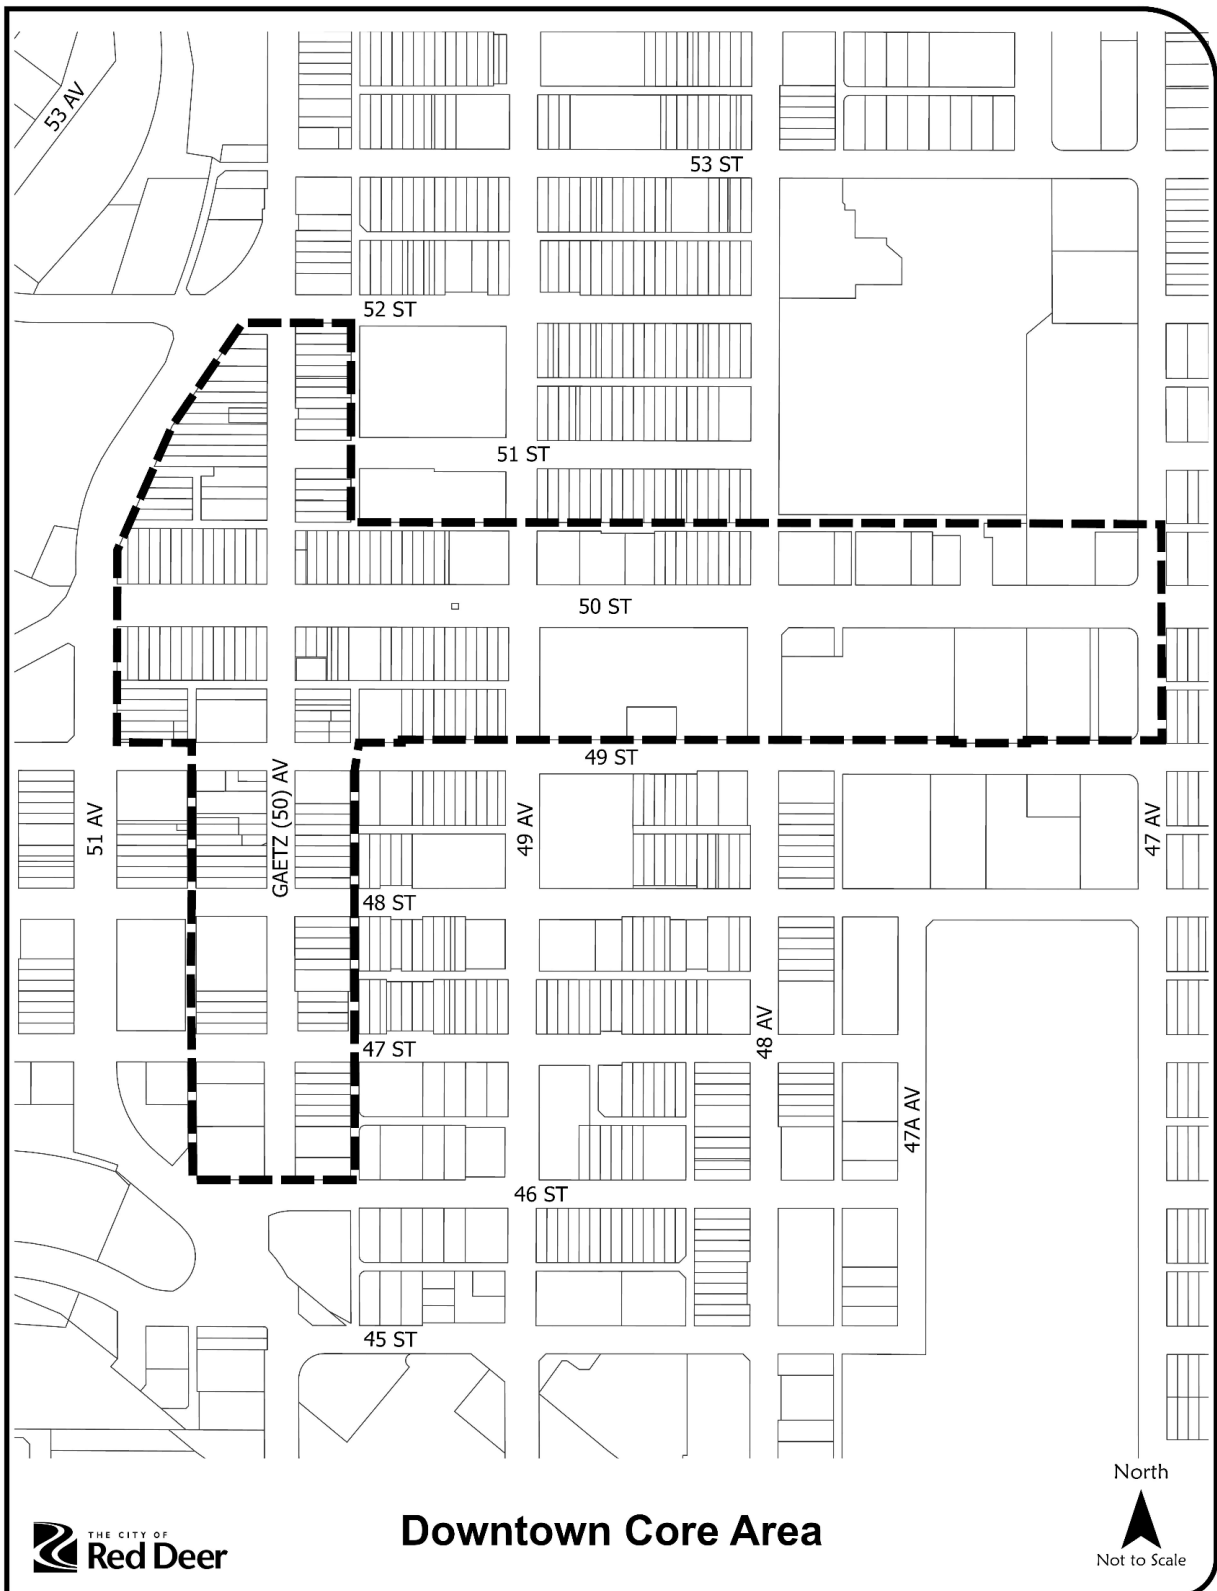 53 AV
53 ST
52 ST
51 ST
50 ST
49 ST
51 AV
GAETZ (50) AV
49 AV
47 AV
48 ST
48 AV
47 ST
47A AV
46 ST
45 ST
North
Not to Scale
THE CITY OF
Red Deer
Downtown Core Area